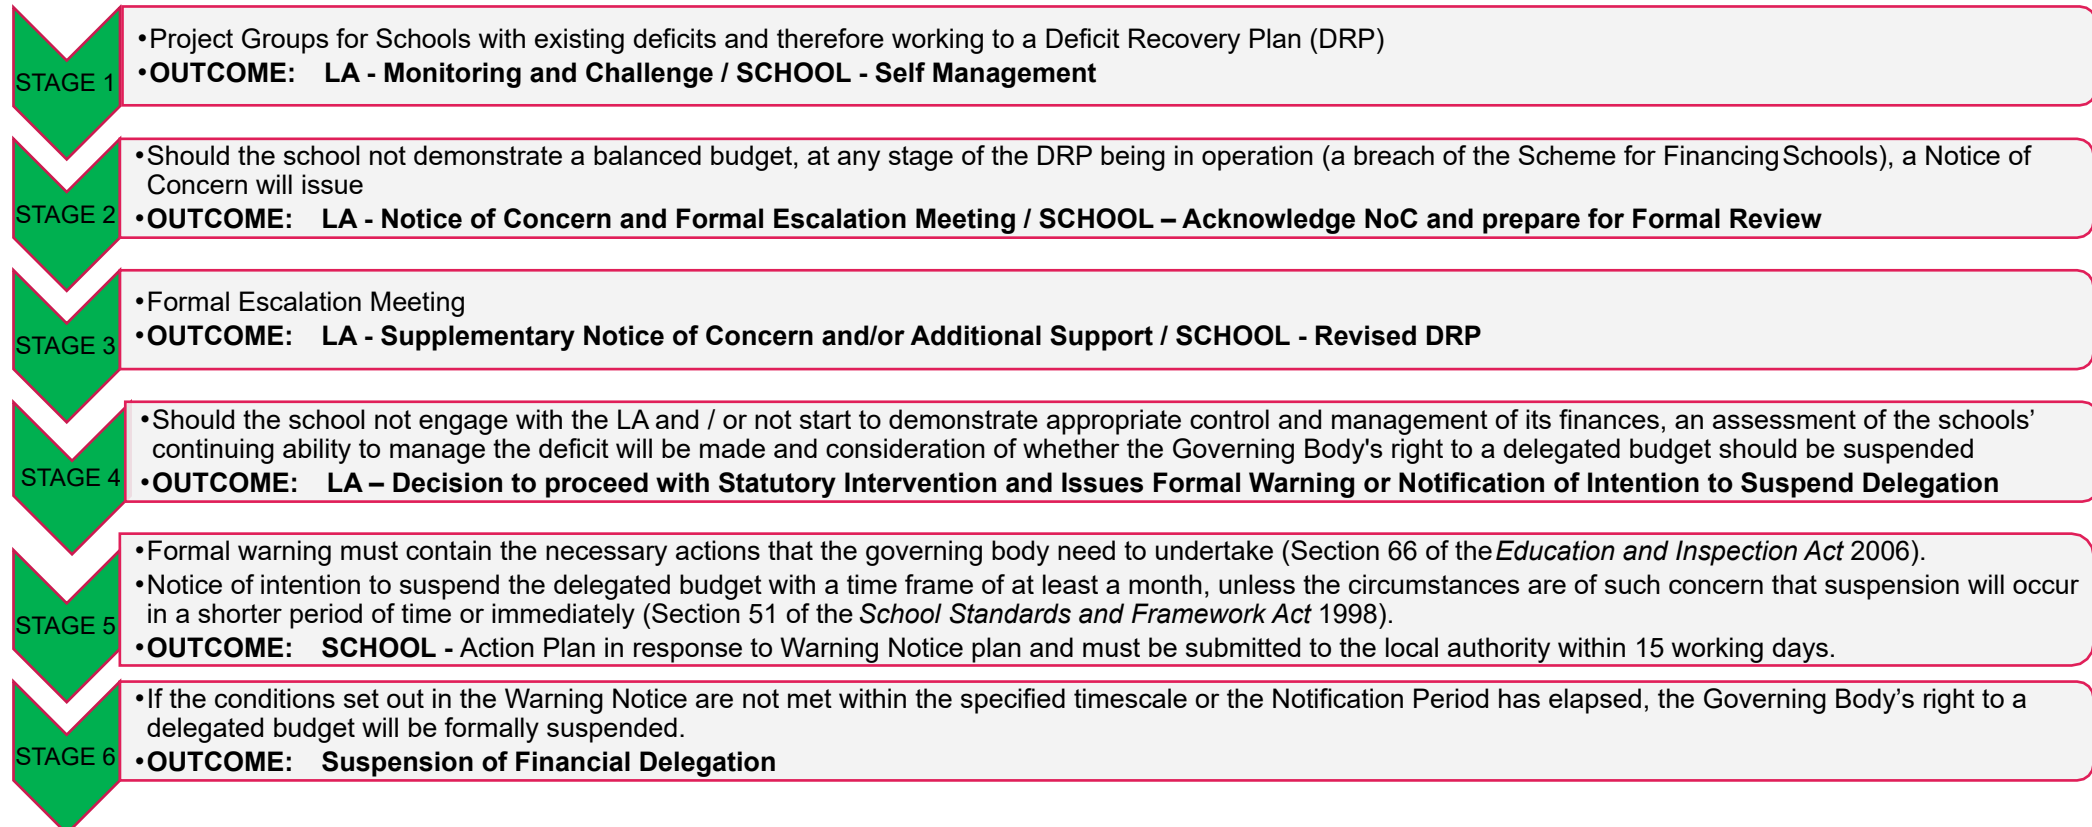 STAGE 1
•Project Groups for Schools with existing deficits and therefore working to a Deficit Recovery Plan (DRP)
•OUTCOME: LA - Monitoring and Challenge / SCHOOL - Self Management
STAGE 2
•Should the school not demonstrate a balanced budget, at any stage of the DRP being in operation (a breach of the Scheme for Financing Schools), a Notice of
Concern will issue
•OUTCOME: LA - Notice of Concern and Formal Escalation Meeting / SCHOOL – Acknowledge NoC and prepare for Formal Review
STAGE 3
•Formal Escalation Meeting
•OUTCOME: LA - Supplementary Notice of Concern and/or Additional Support / SCHOOL - Revised DRP
STAGE 4
•Should the school not engage with the LA and / or not start to demonstrate appropriate control and management of its finances, an assessment of the schools’
continuing ability to manage the deficit will be made and consideration of whether the Governing Body's right to a delegated budget should be suspended
•OUTCOME: LA – Decision to proceed with Statutory Intervention and Issues Formal Warning or Notification of Intention to Suspend Delegation
STAGE 5
•Formal warning must contain the necessary actions that the governing body need to undertake (Section 66 of the Education and Inspection Act 2006).
•Notice of intention to suspend the delegated budget with a time frame of at least a month, unless the circumstances are of such concern that suspension will occur
in a shorter period of time or immediately (Section 51 of the School Standards and Framework Act 1998).
•OUTCOME: SCHOOL - Action Plan in response to Warning Notice plan and must be submitted to the local authority within 15 working days.
STAGE 6
•If the conditions set out in the Warning Notice are not met within the specified timescale or the Notification Period has elapsed, the Governing Body’s right to a
delegated budget will be formally suspended.
•OUTCOME: Suspension of Financial Delegation